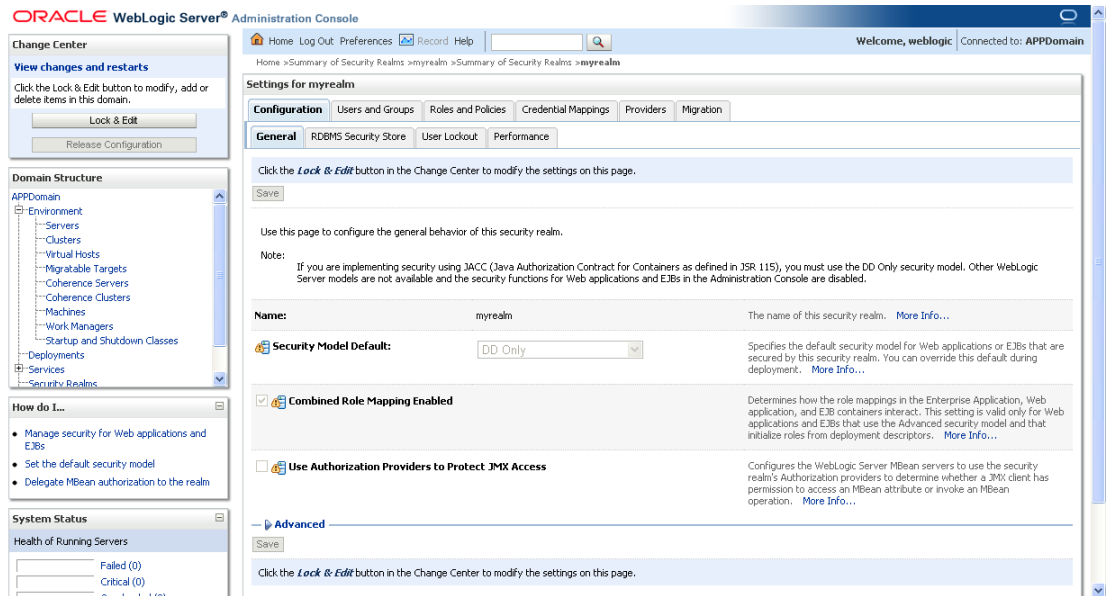 ORACLE WebLogic Server® Administration Console
Change Center
View changes and restarts
Click the Lock & Edit button to modify, add or
delete items in this domain.
Lock & Edit
Release Configuration
Domain Structure
APPDomain
Environment
Servers
Clusters
Virtual Hosts
Migratable Targets
Coherence Servers
Coherence Clusters
Machines
Work Managers
Startup and Shutdown Classes
Deployments
Services
Security Realms
How do I...
Manage security for Web applications and
EJBs
Set the default security model
Delegate MBean authorization to the realm
System Status
Health of Running Servers
Failed (0)
Critical (0)
Home Log Out Preferences Record Help
Welcome, weblogic Connected to: APPDomain
Home >Summary of Security Realms >myrealm >Summary of Security Realms >myrealm
Settings for myrealm
Configuration Users and Groups Roles and Policies Credential Mappings Providers Migration
General RDBMS Security Store User Lockout Performance
Click the Lock & Edit button in the Change Center to modify the settings on this page.
Save
Use this page to configure the general behavior of this security realm.
Note:
If you are implementing security using JACC (Java Authorization Contract for Containers as defined in JSR 115), you must use the DD Only security model. Other WebLogic
Server models are not available and the security functions for Web applications and EJBs in the Administration Console are disabled.
Name: myrealm The name of this security realm. More Info...
Security Model Default: DD Only
Specifies the default security model for Web applications or EJBs that are
secured by this security realm. You can override this default during
deployment. More Info...
Combined Role Mapping Enabled
Determines how the role mappings in the Enterprise Application, Web
application, and EJB containers interact. This setting is valid only for Web
applications and EJBs that use the Advanced security model and that
initialize roles from deployment descriptors. More Info...
Use Authorization Providers to Protect JMX Access
Configures the WebLogic Server MBean servers to use the security
realm's Authorization providers to determine whether a JMX client has
permission to access an MBean attribute or invoke an MBean
operation. More Info...
Advanced
Save
Click the Lock & Edit button in the Change Center to modify the settings on this page.